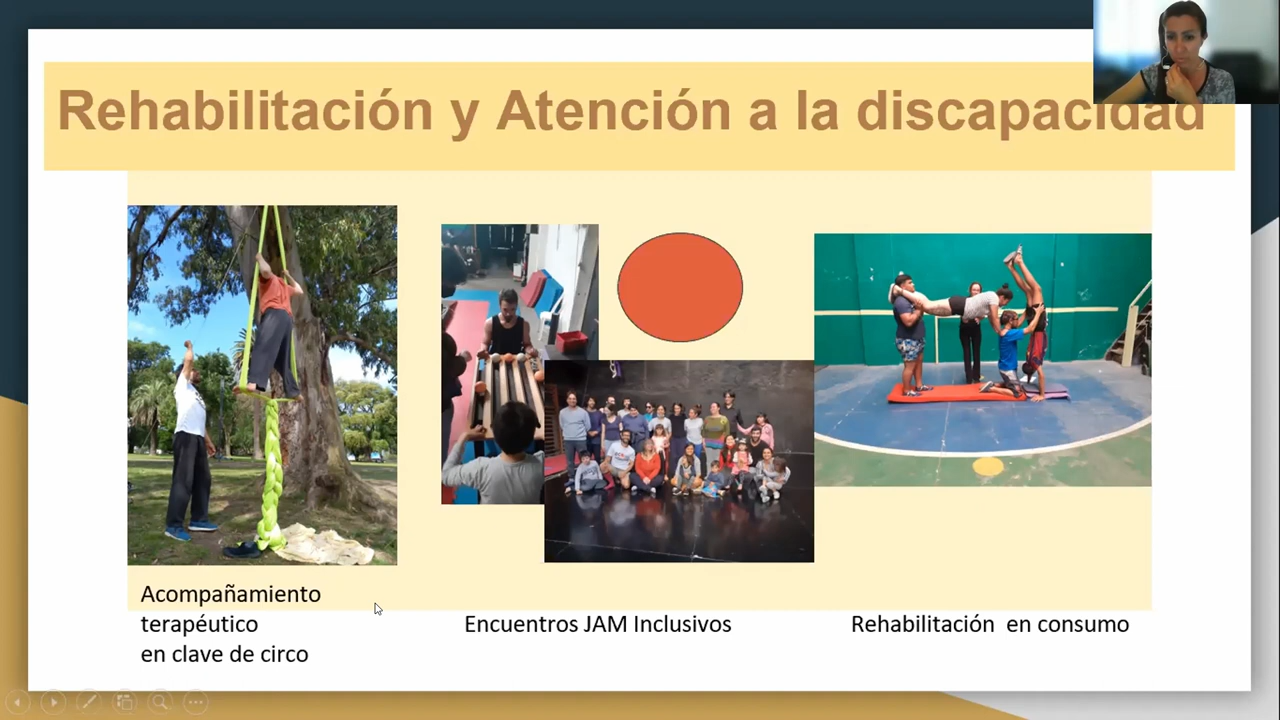 Rehabilitación y Atención a la discapacidad
Acompañamiento
terapéutico
en clave de circo
Encuentros JAM Inclusivos
Rehabilitación en consumo